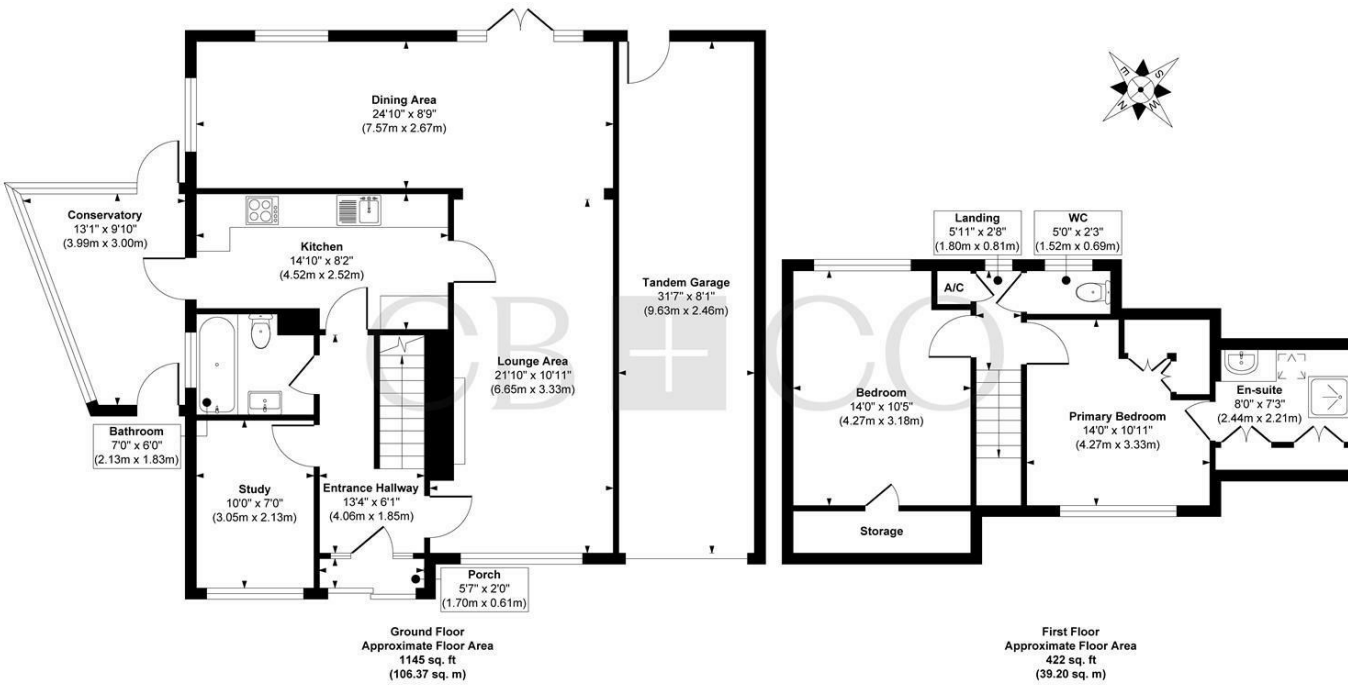 Dining Area
24'10" x 8'9"
(7.57m x 2.67m)
Conservatory
13'1" x 9'10"
(3.99m x 3.00m)
Kitchen
14'10" x 8'2"
(4.52m x 2.52m)
Tandem Garage
31'7" x 8'1"
(9.63m x 2.46m)
Lounge Area
21'10" x 10'11"
(6.65m x 3.33m)
Bathroom
7'0" x 6'0"
(2.13m x 1.83m)
Study
10'0" x 7'0"
(3.05m x 2.13m)
Entrance Hallway
13'4" x 6'1"
(4.06m x 1.85m)
Porch
5'7" x 2'0"
(1.70m x 0.61m)
Ground Floor
Approximate Floor Area
1145 sq. ft
(106.37 sq. m)
E S
N W
Landing
5'11" x 2'8"
(1.80m x 0.81m)
WC
5'0" x 2'3"
(1.52m x 0.69m)
A/C
Bedroom
14'0" x 10'5"
(4.27m x 3.18m)
Primary Bedroom
14'0" x 10'11"
(4.27m x 3.33m)
En-suite
8'0" x 7'3"
(2.44m x 2.21m)
Storage
First Floor
Approximate Floor Area
422 sq. ft
(39.20 sq. m)
CB+CO